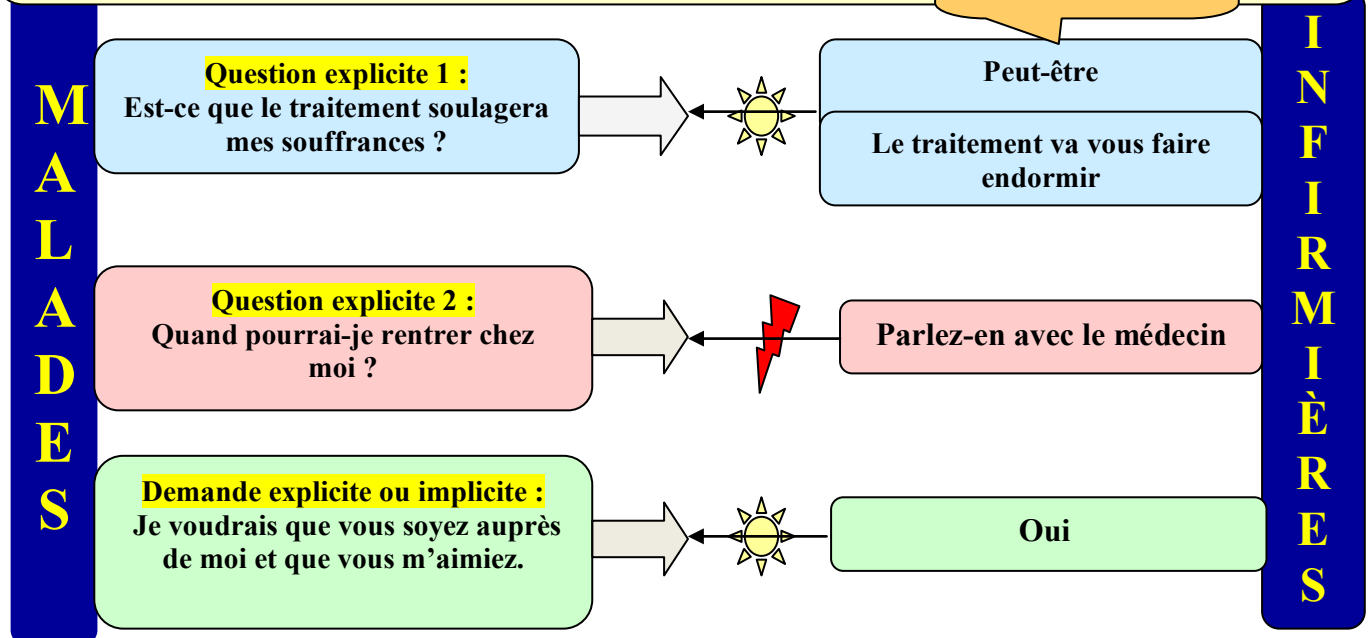 MALADES
Question explicite 1 :
Est-ce que le traitement soulagera
mes souffrances ?
Peut-être
Le traitement va vous faire
endormir
Question explicite 2 :
Quand pourrai-je rentrer chez
moi ?
Parlez-en avec le médecin
Demande explicite ou implicite :
Je voudrais que vous soyez auprès
de moi et que vous m’aimiez.
Oui
INFIRMIÈRES